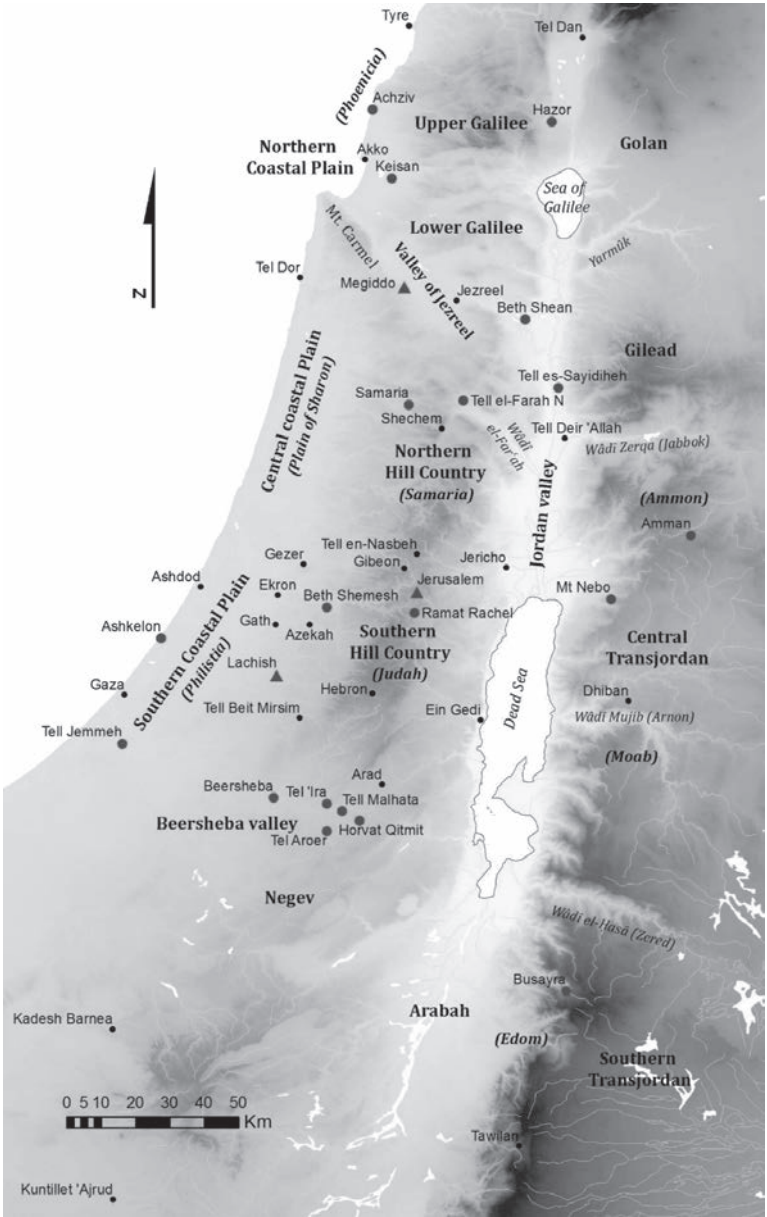 Tyre
Tel Dan
(Phoenicia)
Achziv
Hazor
Upper Galilee
Golan
Northern
Coastal Plain
Akko
Keisan
Sea of
Galilee
Mt. Carmel
Lower Galilee
Yarmûk
Valley of Jezreel
Tel Dor
Megiddo
Jezreel
Beth Shean
N
Gilead
Central coastal Plain
(Plain of Sharon)
Tell es-Sayidiheh
Samaria
Tell el-Farah N
Shechem
Wâdi
el-Far'ah
Tell Deir 'Allah
Wâdi Zerqa (Jabbok)
Northern
Hill Country
(Samaria)
Jordan valley
(Ammon)
Amman
Tell en-Nasbeh
Gezer
Gibeon
Jericho
Ashdod
Ekron
Jerusalem
Mt Nebo
Beth Shemesh
Ramat Rachel
Gath
Azekah
Ashkelon
Southern Coastal Plain
(Philistia)
Southern
Hill Country
(Judah)
Central
Transjordan
Lachish
Gaza
Hebron
Dead Sea
Dhiban
Tell Beit Mirsim
Ein Gedi
Wâdi Mujib (Arnon)
Tell Jemmeh
(Moab)
Arad
Beersheba
Tel 'Ira
Tell Malhata
Beersheba valley
Horvat Qitmit
Tel Aroer
Negev
Wâdi el-Hasā (Zered)
Busayra
Arabah
Kadesh Barnea
(Edom)
Southern
Transjordan
0 5 10 20 30 40 50
Km
Tawilan
Kuntillet 'Ajrud